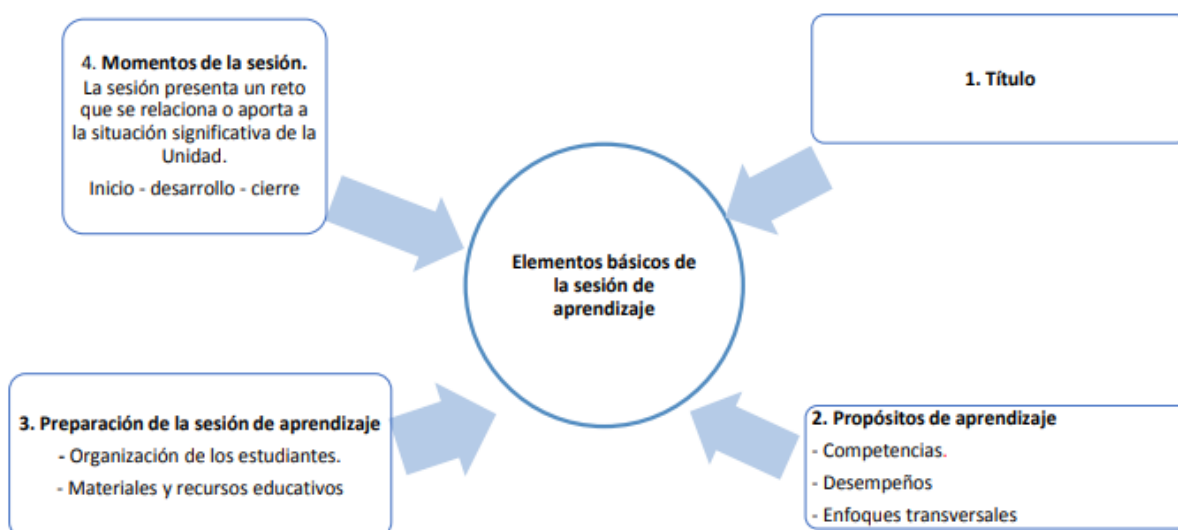 4. Momentos de la sesión.
La sesión presenta un reto
que se relaciona o aporta a
la situación significativa de la
Unidad.
Inicio - desarrollo - cierre
1. Título
Elementos básicos de
la sesión de
aprendizaje
3. Preparación de la sesión de aprendizaje
- Organización de los estudiantes.
- Materiales y recursos educativos
2. Propósitos de aprendizaje
- Competencias.
- Desempeños
- Enfoques transversales